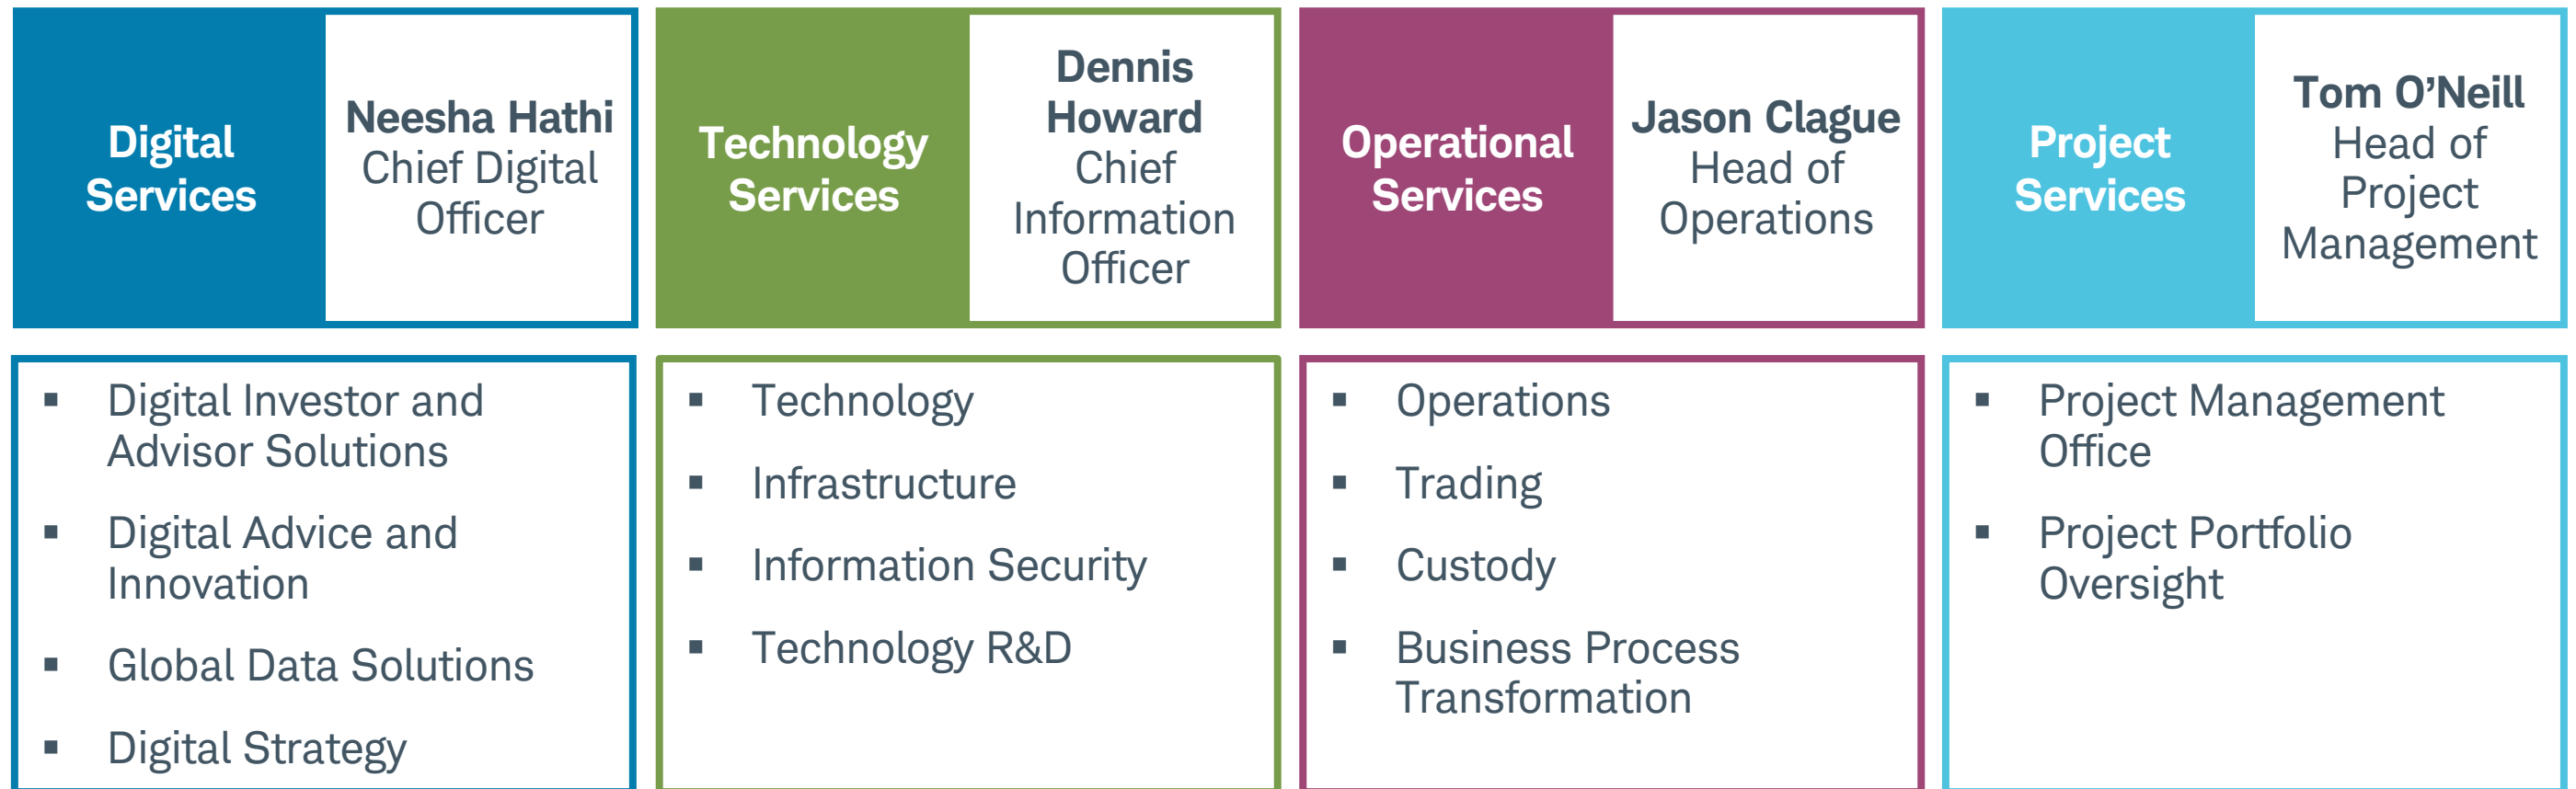 Digital
Services
Neesha Hathi
Chief Digital
Officer
Technology
Services
Dennis
Howard
Chief
Information
Officer
Operational
Services
Jason Clague
Head of
Operations
Project
Services
Tom O’Neill
Head of
Project
Management
▪ Digital Investor and
Advisor Solutions
▪ Digital Advice and
Innovation
▪ Global Data Solutions
▪ Digital Strategy
▪ Technology
▪ Infrastructure
▪ Information Security
▪ Technology R&D
▪ Operations
▪ Trading
▪ Custody
▪ Business Process
Transformation
▪ Project Management
Office
▪ Project Portfolio
Oversight